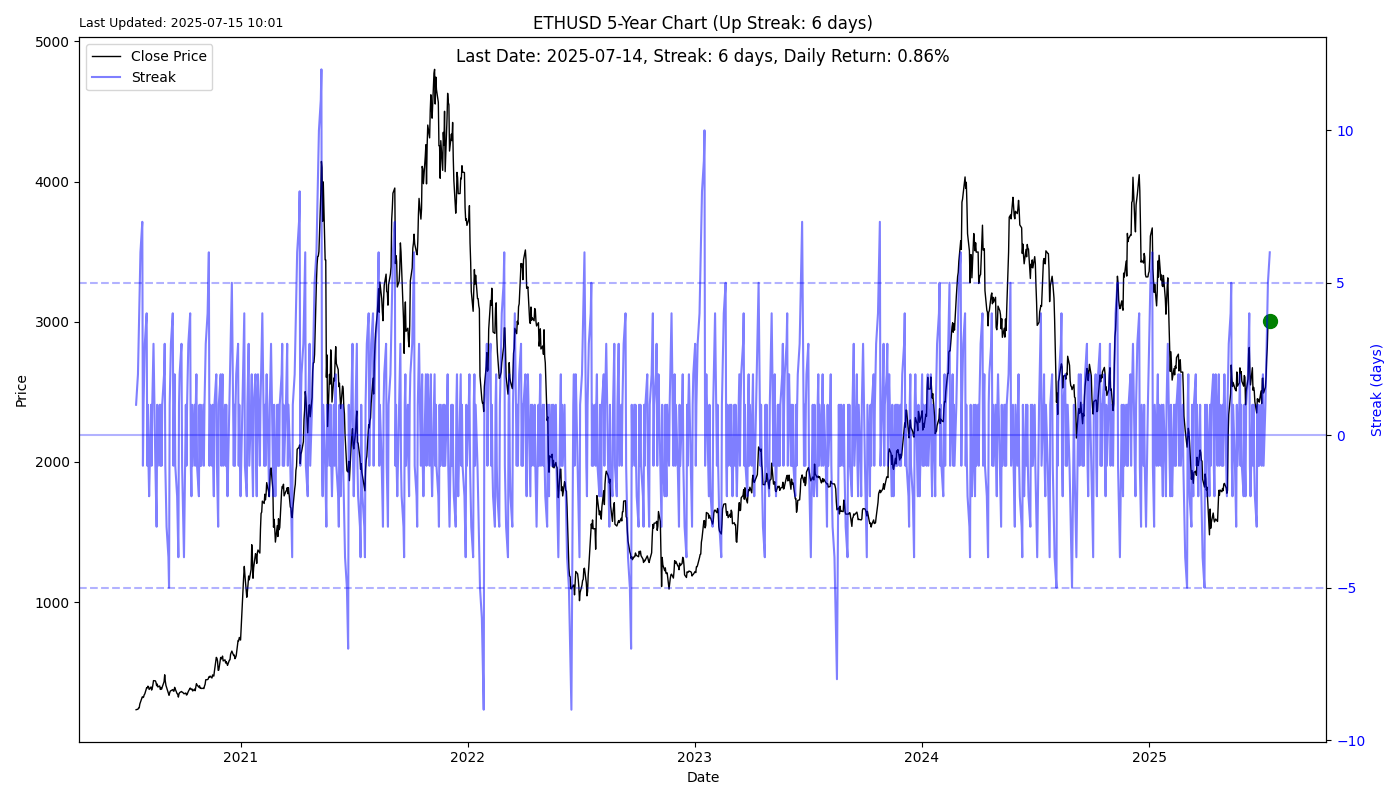 Last Updated: 2025-07-15 10:01
ETHUSD 5-Year Chart (Up Streak: 6 days)
Last Date: 2025-07-14, Streak: 6 days, Daily Return: 0.86%
Close Price
Streak
5000
4000
3000
2000
1000
Price
10
5
0
−5
−10
Streak (days)
2021
2022
2023
2024
2025
Date